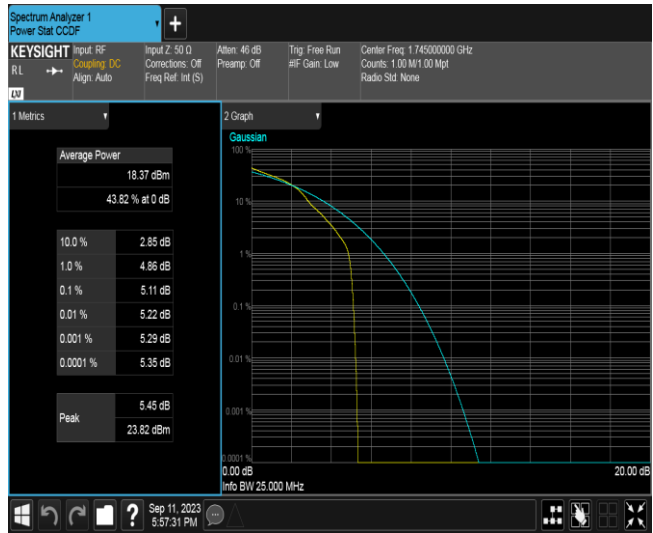 Spectrum Analyzer 1
Power Stat CCDF
+
KEYSIGHT
RL
LXI
Input: RF
Coupling: DC
Align: Auto
Input Z: 50 Ω
Corrections: Off
Freq Ref: Int (S)
Atten: 46 dB
Preamp: Off
Trig: Free Run
#IF Gain: Low
Center Freq: 1.745000000 GHz
Counts: 1.00 M/1.00 Mpt
Radio Std: None
1 Metrics
Average Power
18.37 dBm
43.82 % at 0 dB
10.0 % 2.85 dB
1.0 % 4.86 dB
0.1 % 5.11 dB
0.01 % 5.22 dB
0.001 % 5.29 dB
0.0001 % 5.35 dB
Peak
5.45 dB
23.82 dBm
2 Graph
Gaussian
100 %
10 %
1 %
0.1 %
0.01 %
0.001 %
0.0001 %
0.00 dB 20.00 dB
Info BW 25.000 MHz
?
Sep 11, 2023
5:57:31 PM